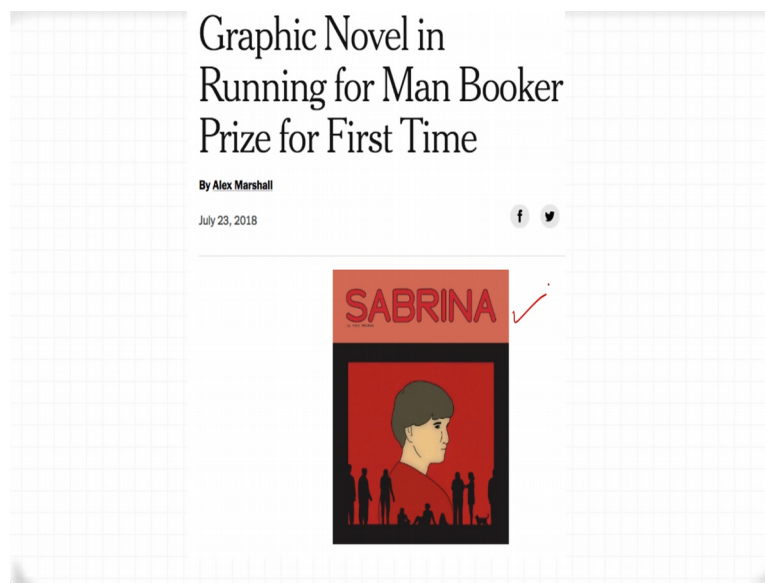 Graphic Novel in
Running for Man Booker
Prize for First Time
By Alex Marshall
July 23, 2018
SABRINA